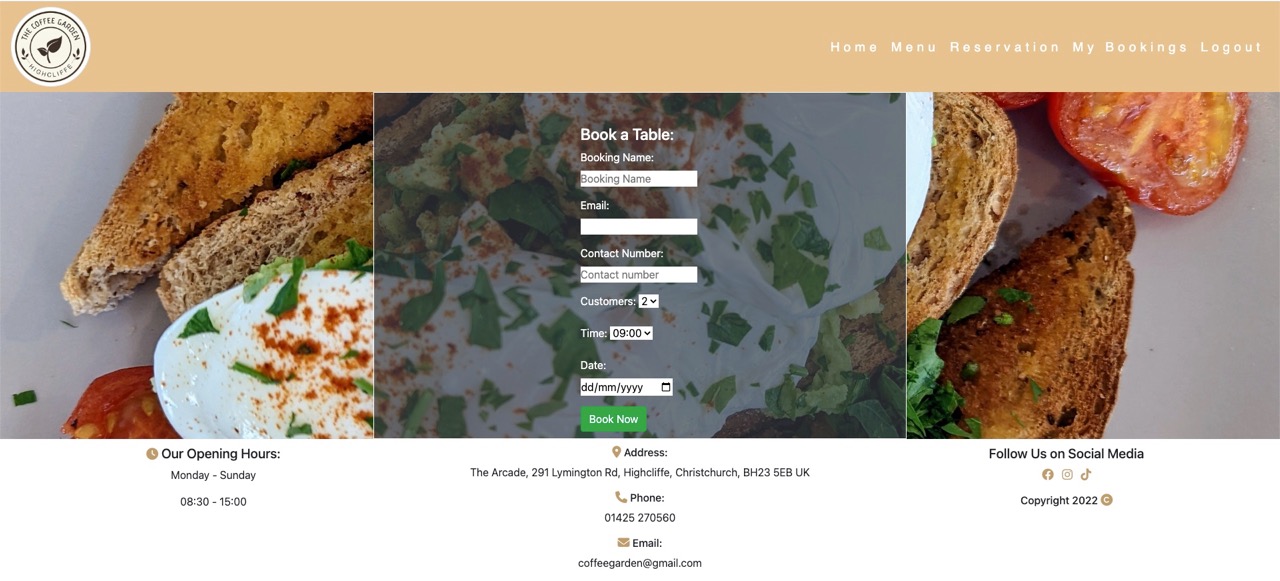 THE COFFEE GARDEN
HIGHCLIFFE
Home Menu Reservation My Bookings Logout
Book a Table:
Booking Name:
Booking Name
Email:
Contact Number:
Contact number
Customers: 2
Time: 09:00
Date:
dd/mm/yyyy
Book Now
Our Opening Hours:
Monday - Sunday
08:30 - 15:00
Address:
The Arcade, 291 Lymington Rd, Highcliffe, Christchurch, BH23 5EB UK
Phone:
01425 270560
Email:
coffeegarden@gmail.com
Follow Us on Social Media
Copyright 2022 ©